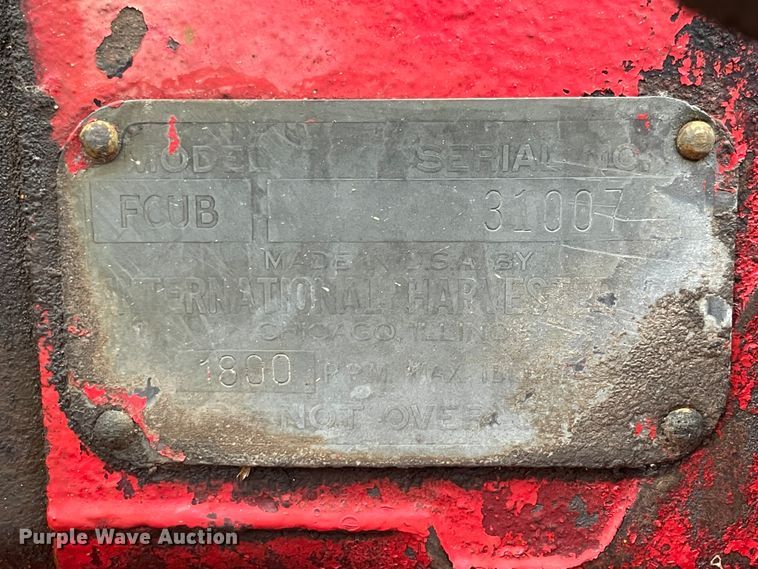 MODEL SERIAL NO.
FCUB 31007
MADE IN U.S.A. BY
INTERNATIONAL HARVESTER
CHICAGO, ILLINOIS
1800 R.P.M. MAX.
NOT OVER
Purple Wave Auction